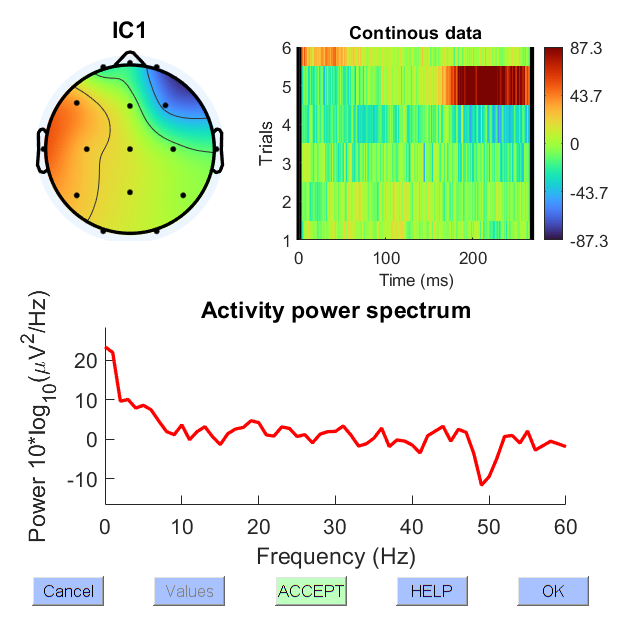 IC1
Continous data
Trials
6
5
4
3
2
1
0
100
200
Time (ms)
87.3
43.7
0
-43.7
-87.3
Activity power spectrum
Power 10*log10(μV2/Hz)
20
10
0
-10
0 10 20 30 40 50 60
Frequency (Hz)
Cancel Values ACCEPT HELP OK